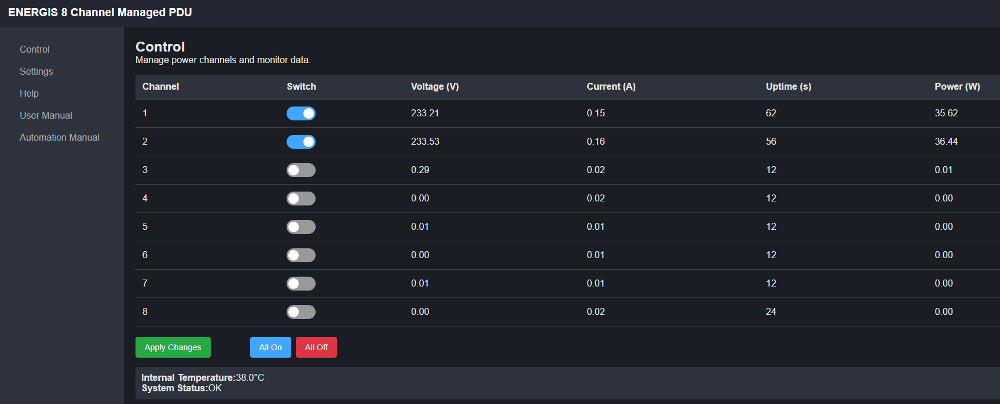 ENERGIS 8 Channel Managed PDU
Control
Settings
Help
User Manual
Automation Manual
Control
Manage power channels and monitor data.
Channel Switch Voltage (V) Current (A) Uptime (s) Power (W)
1 233.21 0.15 62 35.62
2 233.53 0.16 56 36.44
3 0.29 0.02 12 0.01
4 0.00 0.02 12 0.00
5 0.01 0.01 12 0.00
6 0.00 0.01 12 0.00
7 0.01 0.01 12 0.00
8 0.00 0.02 24 0.00
Apply Changes All On All Off
Internal Temperature:38.0°C
System Status:OK